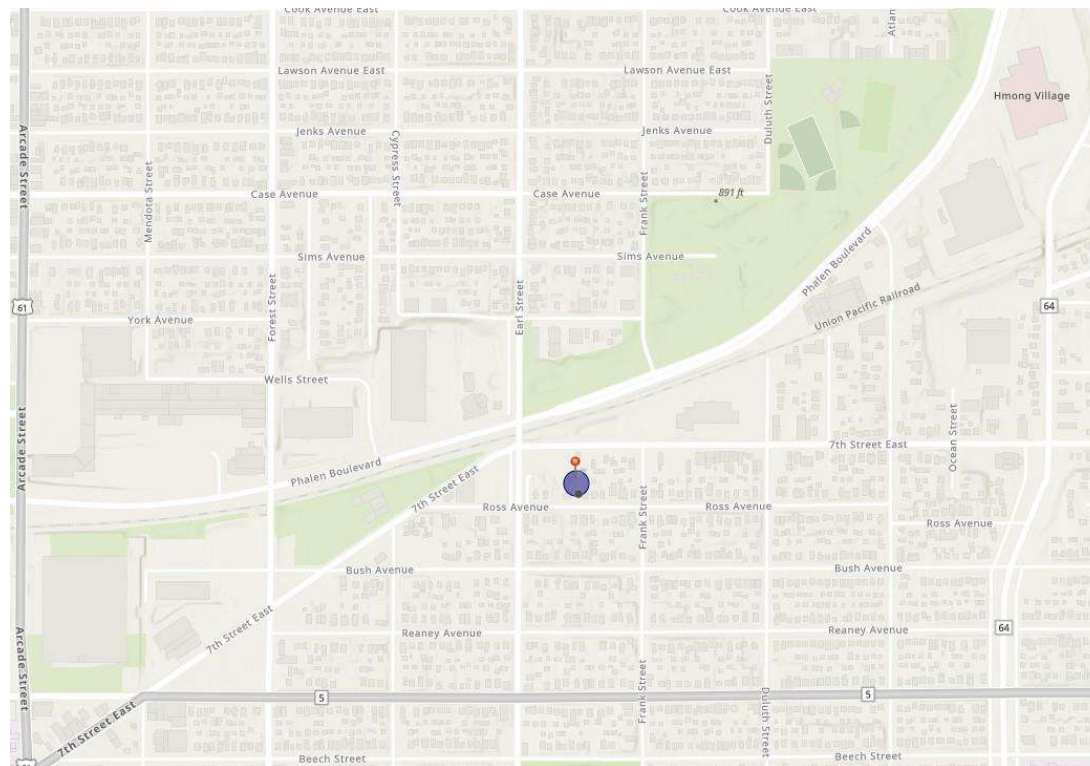 Cook Avenue East
Atlan
Lawson Avenue East
Lawson Avenue East
Hmong Village
Arcade Street
Jenks Avenue
Cypress Street
Jenks Avenue
Duluth Street
Mendota Street
Case Avenue
Case Avenue
891 ft
Frank Street
Sims Avenue
Sims Avenue
Phalen Boulevard
Union Pacific Railroad
61
64
York Avenue
Forest Street
Earl Street
Wells Street
Arcade Street
Phalen Boulevard
7th Street East
7th Street East
Ocean Street
Ross Avenue
Frank Street
Ross Avenue
Ross Avenue
Bush Avenue
Bush Avenue
7th Street East
Reaney Avenue
Reaney Avenue
64
Arcade Street
5
Frank Street
Duluth Street
5
7th Street East
Beech Street
Beech Street